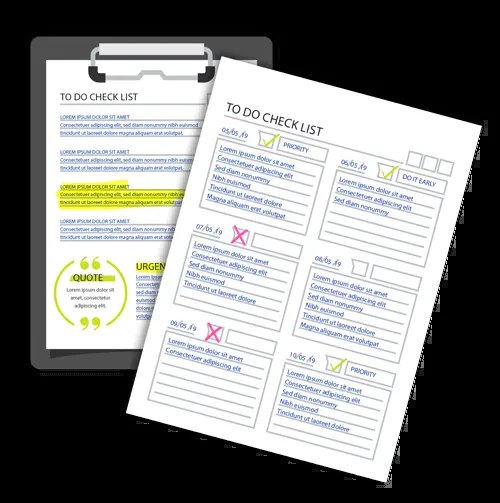 TO DO CHECK LIST
LOREM IPSUM DOLOR SIT AMET
Consectetuer adipiscing elit, sed diam nonummy nibh euismod
tincidunt ut laoreet dolore magna aliquam erat volutpat.
LOREM IPSUM DOLOR SIT AMET
Consectetuer adipiscing elit, sed diam nonummy nibh
tincidunt ut laoreet dolore magna aliquam erat volutpat.
LOREM IPSUM DOLOR SIT AMET
Consectetuer adipiscing elit, sed diam nonummy nibh
tincidunt ut laoreet dolore magna aliquam erat
LOREM IPSUM DOLOR SIT AMET
Consectetuer adipiscing elit, sed diam nonummy nibh
tincidunt ut laoreet dolore magna aliquam erat
QUOTE
Lorem ipsum dolor sit
amet, consectetur
adipiscing elit.
URGEN
Lorem ipsum
Consectetuer
sed diam
euismod
tincidunt ut
dolore
TO DO CHECK LIST
05/05 ,19
PRIORITY
Lorem ipsum dolor sit amet
Consectetuer adipiscing elit
Sed diam nonummy
Nibh euismod
Tincidunt ut laoreet dolore
Magna aliquam erat volutpat
06/05 ,19
DO IT EARLY
Lorem ipsum dolor sit amet
Consectetuer adipiscing elit
Sed diam nonummy
07/05 ,19
Lorem ipsum dolor sit amet
Consectetuer adipiscing elit
Sed diam nonummy
Tincidunt ut laoreet dolore
08/05 ,19
Lorem ipsum dolor sit amet
Consectetuer adipiscing elit
Sed diam nonummy
Nibh euismod
Tincidunt ut laoreet dolore
Magna aliquam erat volutpat
09/05 ,19
Lorem ipsum dolor sit amet
Consectetuer adipiscing elit
10/05 ,19
PRIORITY
Lorem ipsum dolor sit amet
Consectetuer adipiscing elit
Sed diam nonummy
Nibh euismod
Tincidunt ut laoreet dolore